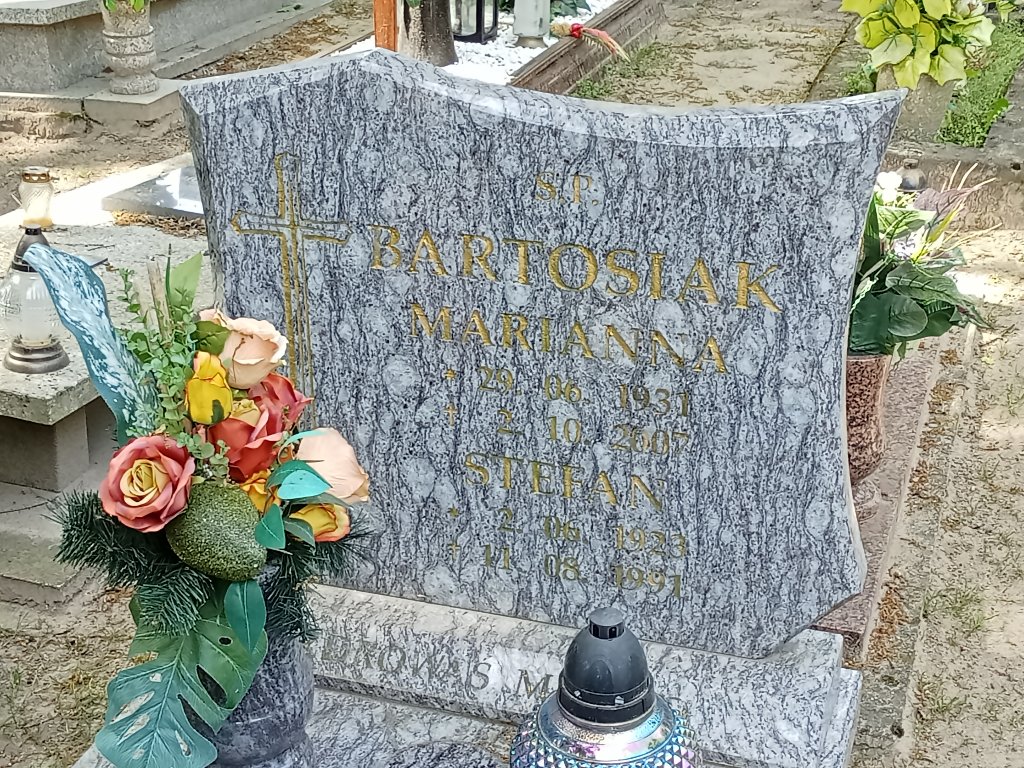 Ś.P.
BARTOSIAK
MARIANNA
* 29. 06. 1931
† 2. 10. 2007
STEFAN
* 2. 06. 1923
† 11. 08. 1991